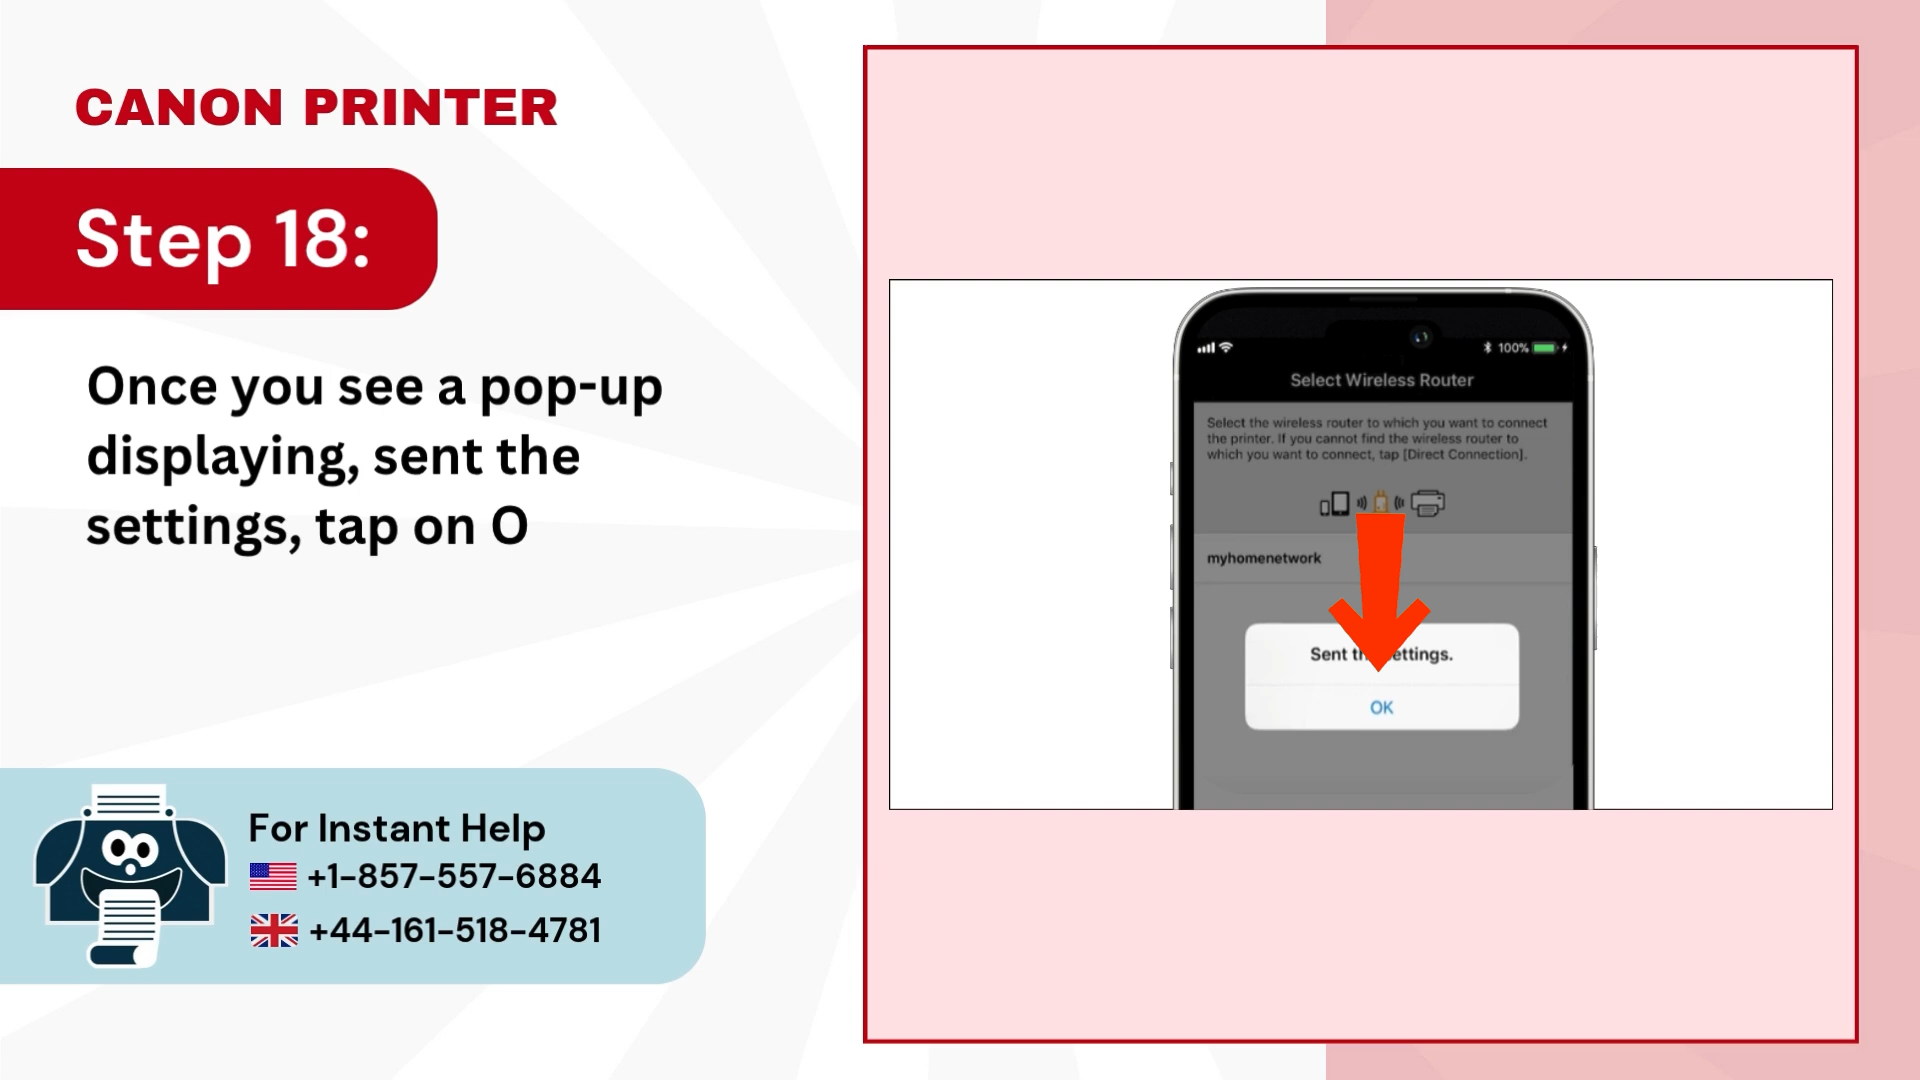 CANON PRINTER
Step 18:
Once you see a pop-up
displaying, sent the
settings, tap on O
For Instant Help
+1-857-557-6884
+44-161-518-4781
100%
Select Wireless Router
Select the wireless router to which you want to connect
the printer. If you cannot find the wireless router to
which you want to connect, tap [Direct Connection].
myhomenetwork
Sent th ettings.
OK